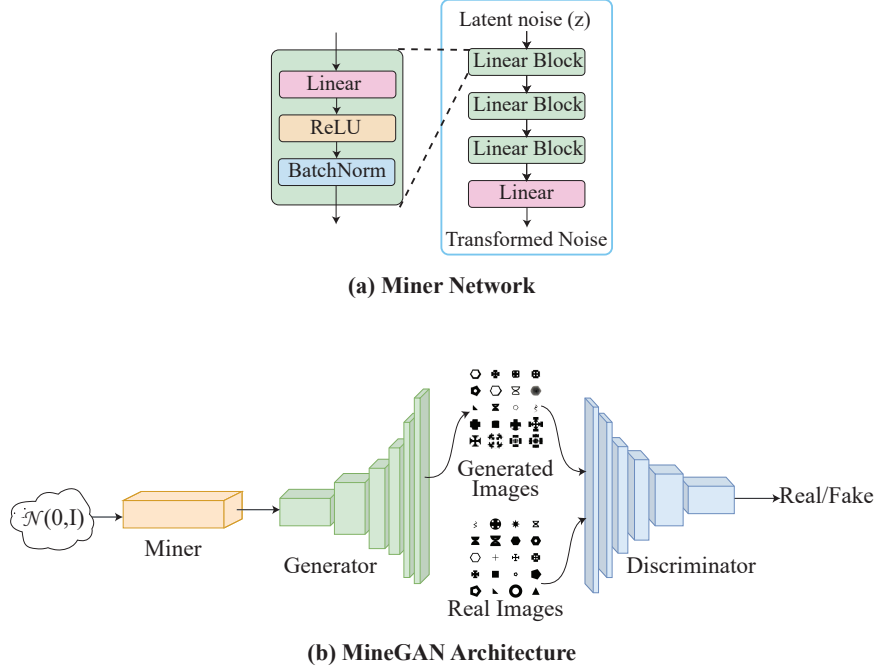 Latent noise (z)
Linear Block
Linear Block
Linear Block
Linear
Transformed Noise
Linear
ReLU
BatchNorm
(a) Miner Network
𝒩(0,I)
Miner
Generator
Generated
Images
Real Images
Discriminator
Real/Fake
(b) MineGAN Architecture